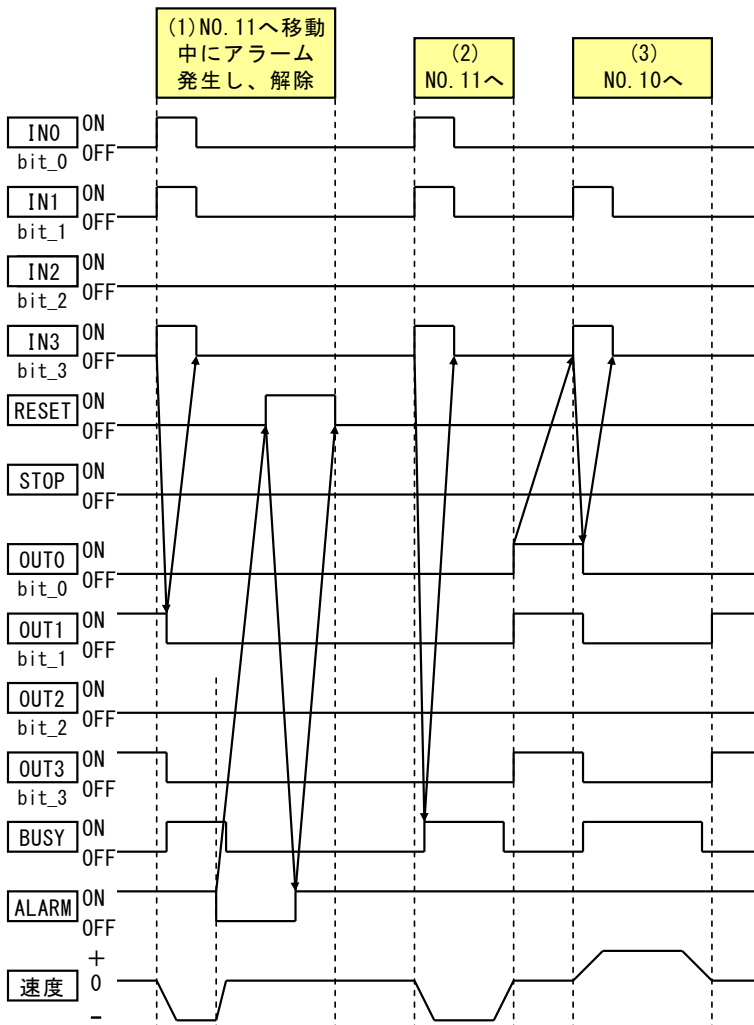 (1)NO.11へ移動
中にアラーム
発生し、解除
(2)
NO.11へ
(3)
NO.10へ
IN0 ON
OFF
bit_0
IN1 ON
OFF
bit_1
IN2 ON
OFF
bit_2
IN3 ON
OFF
bit_3
RESET ON
OFF
STOP ON
OFF
OUT0 ON
OFF
bit_0
OUT1 ON
OFF
bit_1
OUT2 ON
OFF
bit_2
OUT3 ON
OFF
bit_3
BUSY ON
OFF
ALARM ON
OFF
+
速度 0
-